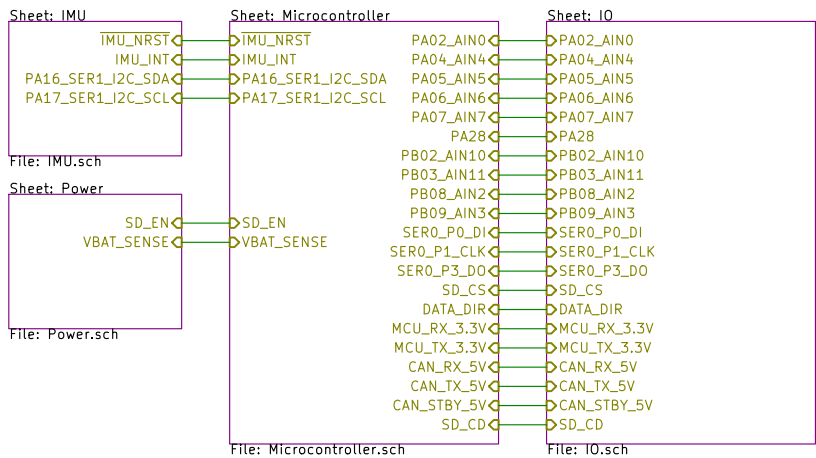 Sheet: IMU
IMU_NRST
IMU_INT
PA16_SER1_I2C_SDA
PA17_SER1_I2C_SCL
File: IMU.sch
Sheet: Power
SD_EN
VBAT_SENSE
File: Power.sch
Sheet: Microcontroller
IMU_NRST
IMU_INT
PA16_SER1_I2C_SDA
PA17_SER1_I2C_SCL
SD_EN
VBAT_SENSE
PA02_AIN0
PA04_AIN4
PA05_AIN5
PA06_AIN6
PA07_AIN7
PA28
PB02_AIN10
PB03_AIN11
PB08_AIN2
PB09_AIN3
SER0_P0_DI
SER0_P1_CLK
SER0_P3_DO
SD_CS
DATA_DIR
MCU_RX_3.3V
MCU_TX_3.3V
CAN_RX_5V
CAN_TX_5V
CAN_STBY_5V
SD_CD
File: Microcontroller.sch
Sheet: IO
PA02_AIN0
PA04_AIN4
PA05_AIN5
PA06_AIN6
PA07_AIN7
PA28
PB02_AIN10
PB03_AIN11
PB08_AIN2
PB09_AIN3
SER0_P0_DI
SER0_P1_CLK
SER0_P3_DO
SD_CS
DATA_DIR
MCU_RX_3.3V
MCU_TX_3.3V
CAN_RX_5V
CAN_TX_5V
CAN_STBY_5V
SD_CD
File: IO.sch